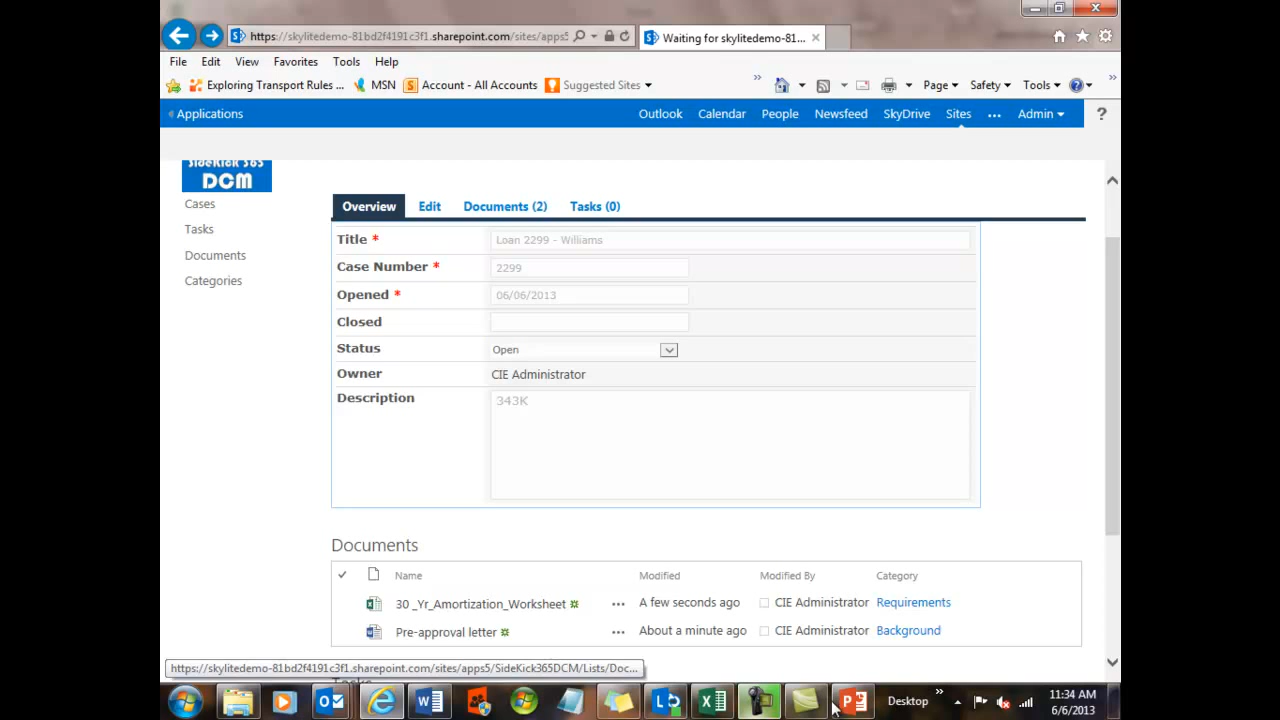 https://skylitedemo-81bd2f4191c3f1.sharepoint.com/sites/apps5
Waiting for skylitedemo-81...
File Edit View Favorites Tools Help
Exploring Transport Rules ... MSN Account - All Accounts Suggested Sites
Page Safety Tools
Applications
Outlook Calendar People Newsfeed SkyDrive Sites ... Admin ?
SideKick 365
DCM
Cases
Tasks
Documents
Categories
Overview Edit Documents (2) Tasks (0)
Title * Loan 2299 - Williams
Case Number * 2299
Opened * 06/06/2013
Closed
Status Open
Owner CIE Administrator
Description 343K
Documents
Name Modified Modified By Category
30 _Yr_Amortization_Worksheet ... A few seconds ago CIE Administrator Requirements
Pre-approval letter ... About a minute ago CIE Administrator Background
https://skylitedemo-81bd2f4191c3f1.sharepoint.com/sites/apps5/SideKick365DCM/Lists/Doc...
Tasks
Desktop
11:34 AM
6/6/2013